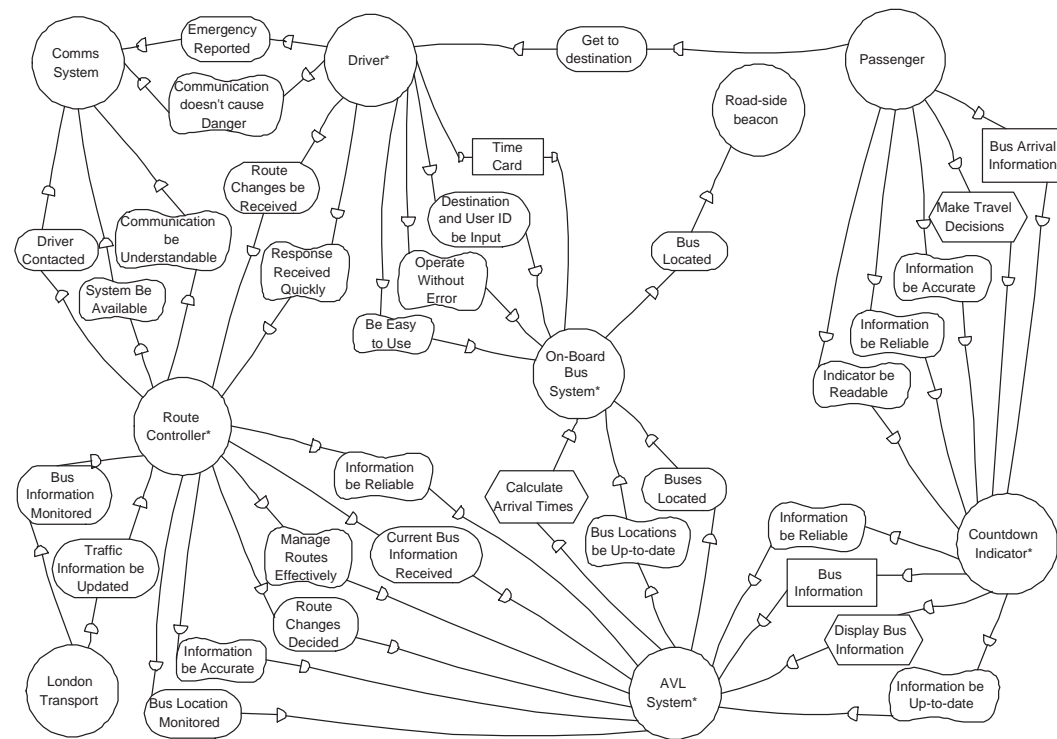 Emergency
Reported
Comms
System
Driver*
Get to
destination
Passenger
Communication
doesn't cause
Danger
Road-side
beacon
Time
Card
Bus Arrival
Information
Route
Changes be
Received
Destination
and User ID
be Input
Make Travel
Decisions
Driver
Contacted
Communication
be
Understandable
Bus
Located
Response
Received
Quickly
Operate
Without
Error
Information
be Accurate
System Be
Available
Be Easy
to Use
Information
be Reliable
On-Board
Bus
System*
Indicator be
Readable
Route
Controller*
Bus
Information
Monitored
Information
be Reliable
Calculate
Arrival Times
Buses
Located
Information
be Reliable
Countdown
Indicator*
Traffic
Information be
Updated
Manage
Routes
Effectively
Current Bus
Information
Received
Bus Locations
be Up-to-date
Bus
Information
Route
Changes
Decided
Display Bus
Information
Information
be Accurate
London
Transport
AVL
System*
Information be
Up-to-date
Bus Location
Monitored